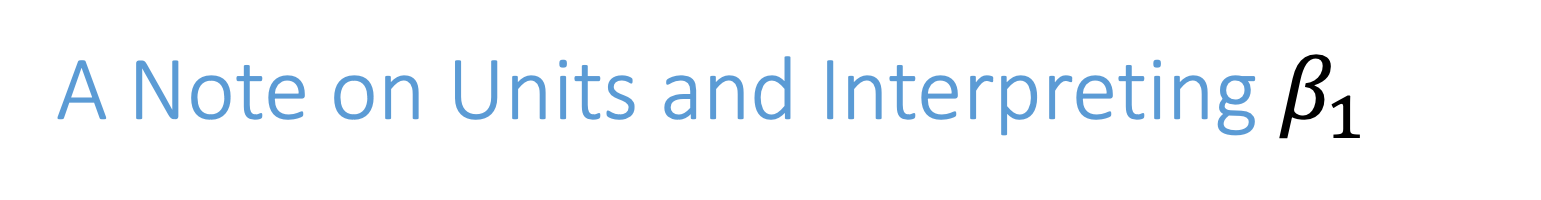 A Note on Units and Interpreting β₁